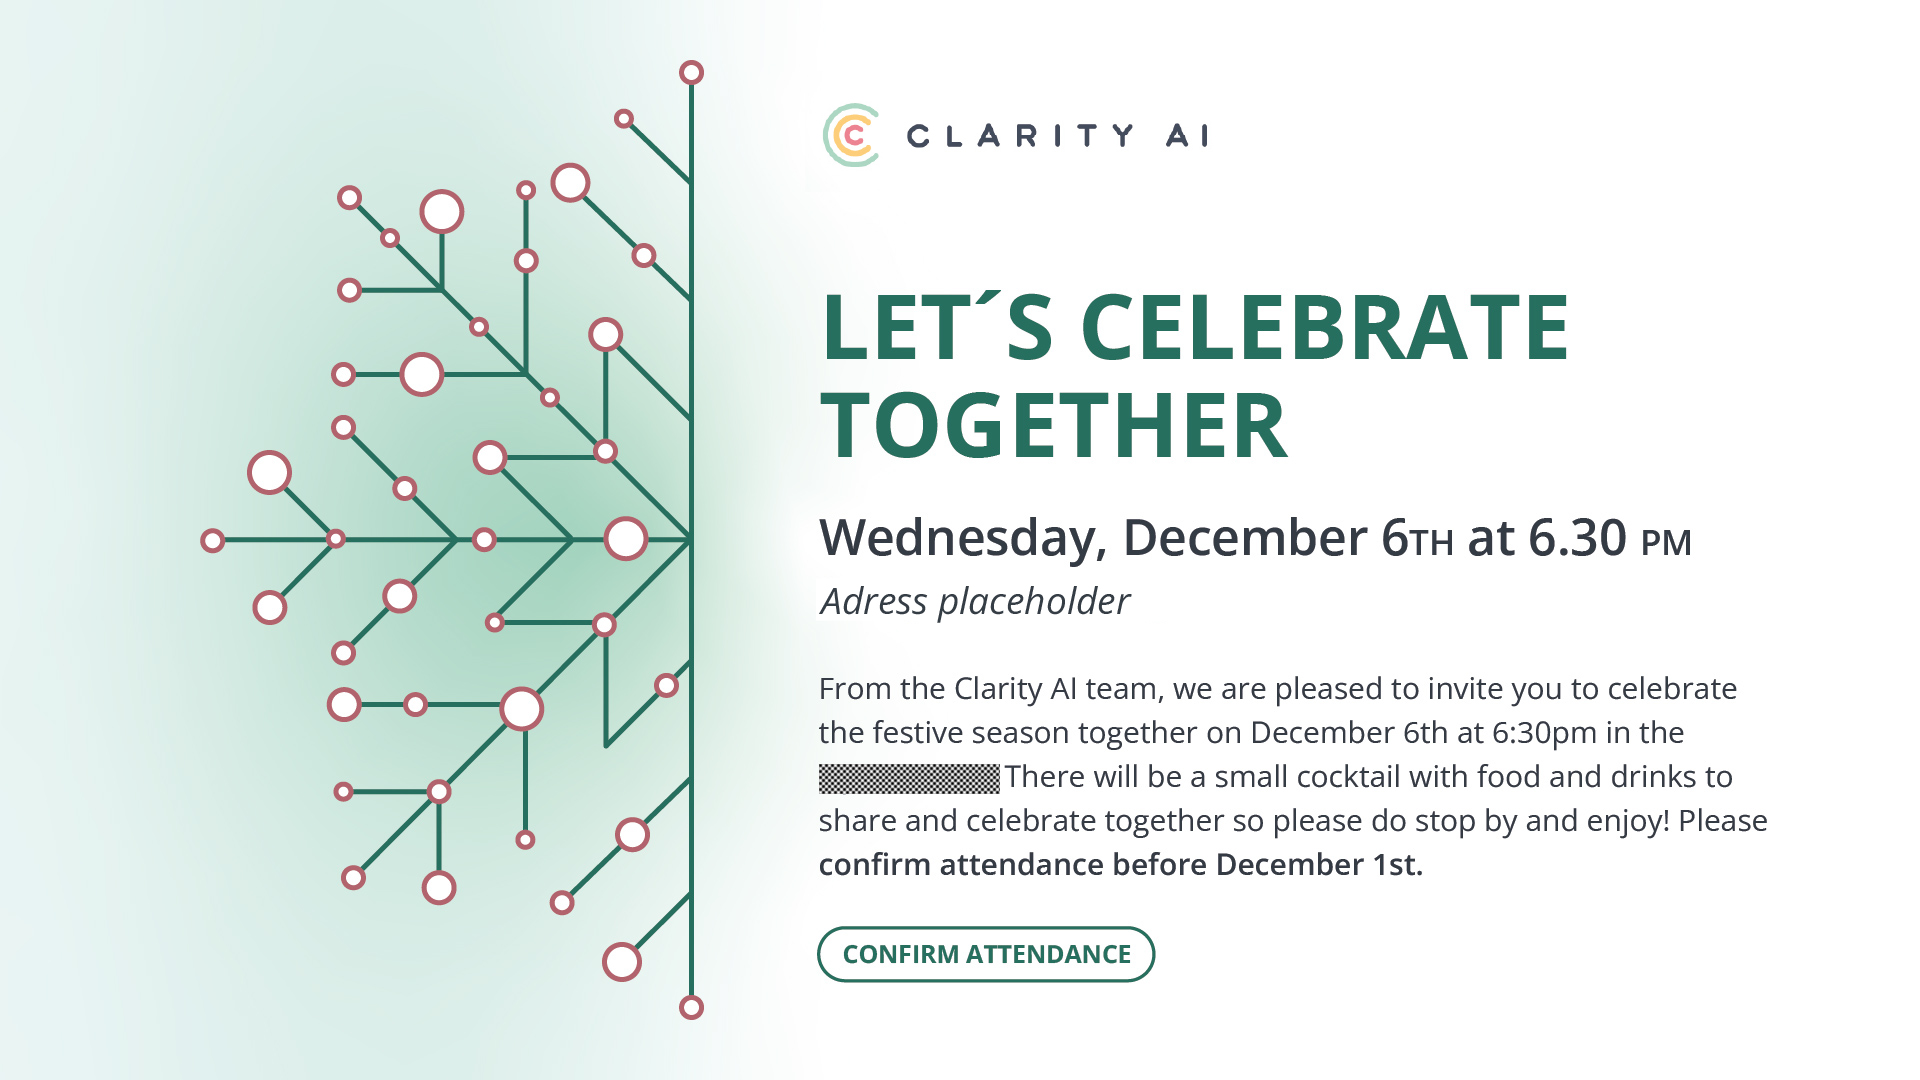 CLARITY AI
LET´S CELEBRATE
TOGETHER
Wednesday, December 6TH at 6.30 PM
Adress placeholder
From the Clarity AI team, we are pleased to invite you to celebrate
the festive season together on December 6th at 6:30pm in the
There will be a small cocktail with food and drinks to
share and celebrate together so please do stop by and enjoy! Please
confirm attendance before December 1st.
CONFIRM ATTENDANCE